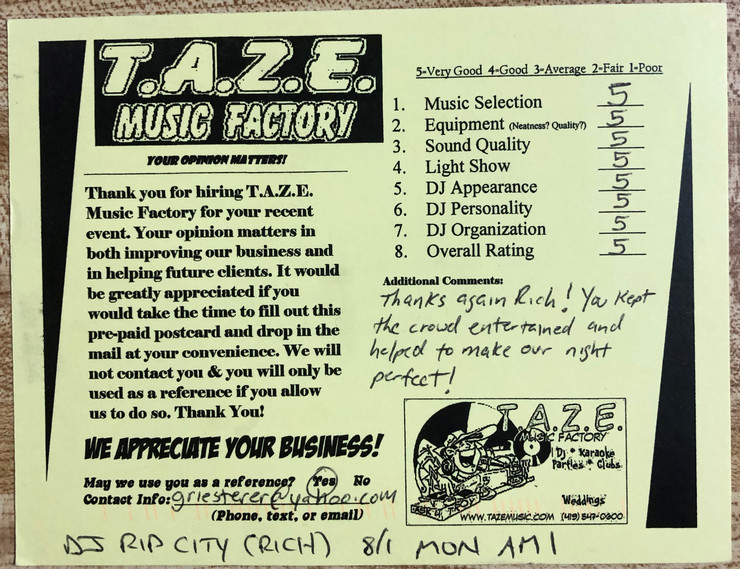 T.A.Z.E.
MUSIC FACTORY
YOUR OPINION MATTERS!
Thank you for hiring T.A.Z.E.
Music Factory for your recent
event. Your opinion matters in
both improving our business and
in helping future clients. It would
be greatly appreciated if you
would take the time to fill out this
pre-paid postcard and drop in the
mail at your convenience. We will
not contact you & you will only be
used as a reference if you allow
us to do so. Thank You!
WE APPRECIATE YOUR BUSINESS!
May we use you as a reference? Yes No
Contact Info: griesterer@yahoo.com
(Phone, text, or email)
5-Very Good 4-Good 3-Average 2-Fair 1-Poor
1. Music Selection 5
2. Equipment (Neatness? Quality?) 5
3. Sound Quality 5
4. Light Show 5
5. DJ Appearance 5
6. DJ Personality 5
7. DJ Organization 5
8. Overall Rating 5
Additional Comments:
Thanks again Rich! You kept
the crowd entertained and
helped to make our night
perfect!
T.A.Z.E.
MUSIC FACTORY
Dj * Karaoke
Parties * Clubs
Weddings
WWW.TAZEMUSIC.COM (419) 547-0600
DJ RIP CITY (RICH) 8/1 MON AMI